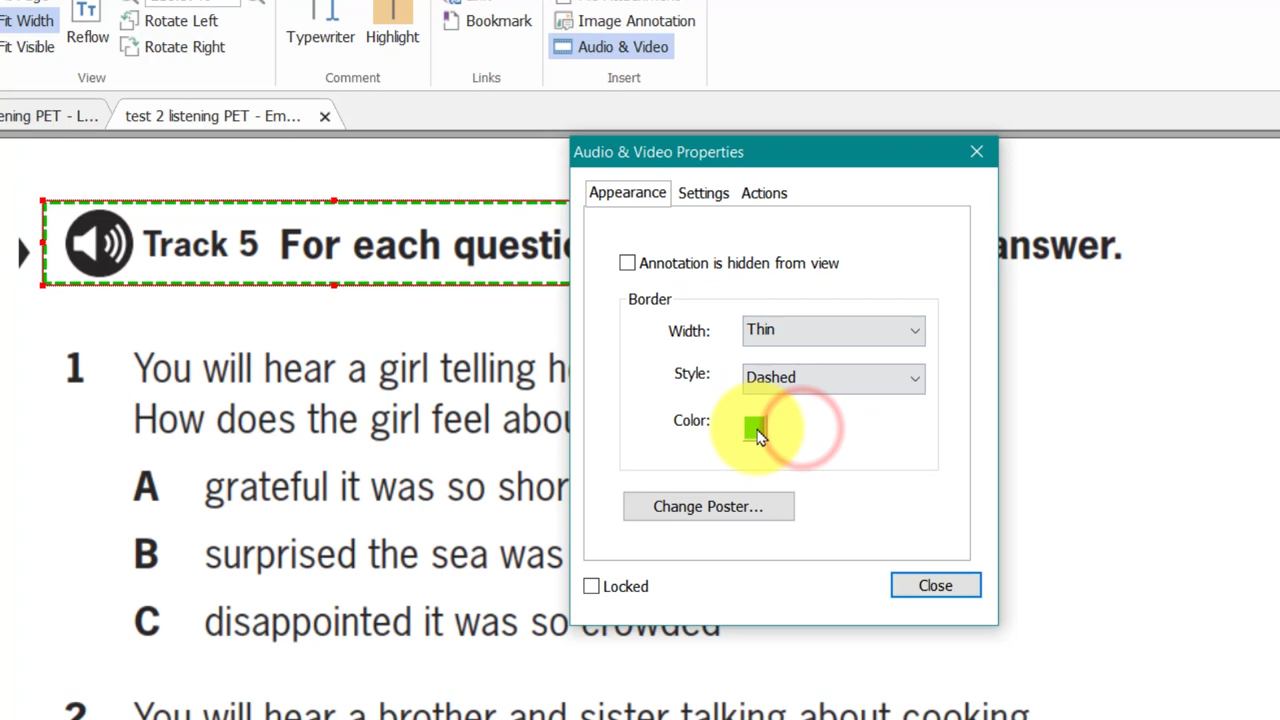 Fit Width
Reflow
Rotate Left
Fit Visible
Rotate Right
View
Typewriter
Highlight
Comment
Bookmark
Links
Image Annotation
Audio & Video
Insert
ening PET - L...
test 2 listening PET - Em...
Audio & Video Properties
Appearance Settings Actions
Annotation is hidden from view
Border
Width: Thin
Style: Dashed
Color:
Change Poster...
Locked
Close
Track 5 For each questio answer.
1 You will hear a girl telling h
How does the girl feel abou
A grateful it was so shor
B surprised the sea was
C disappointed it was so crowded
2 You will hear a brother and sister talking about cooking